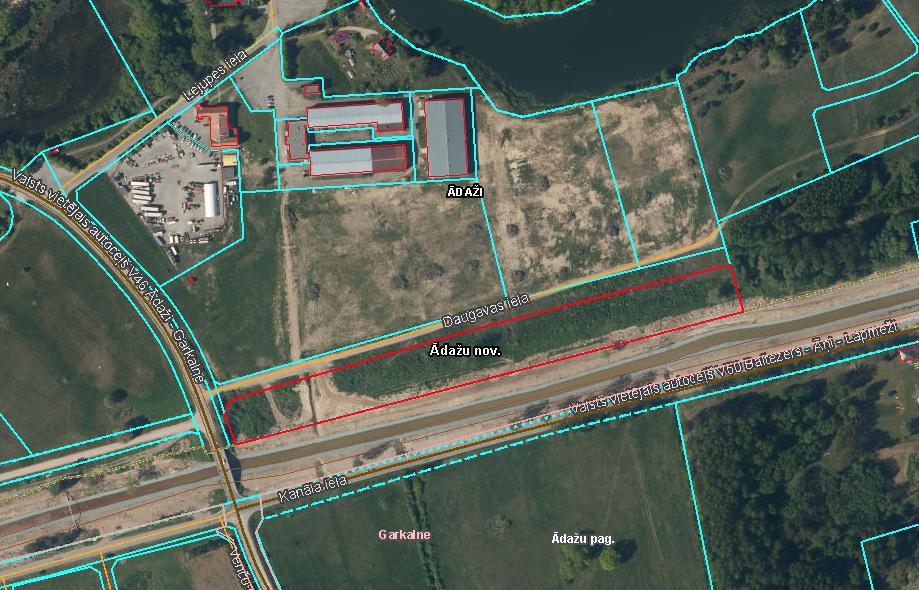 Lejupes iela
ĀDAŽI
Valsts vietējais autoceļš V46 Ādaži - Garkalne
Daugavas iela
Ādažu nov.
Valsts vietējais autoceļš V50 Baltezers - Āņi - Lapmeži
Kanāla iela
Garkalne
Ādažu pag.